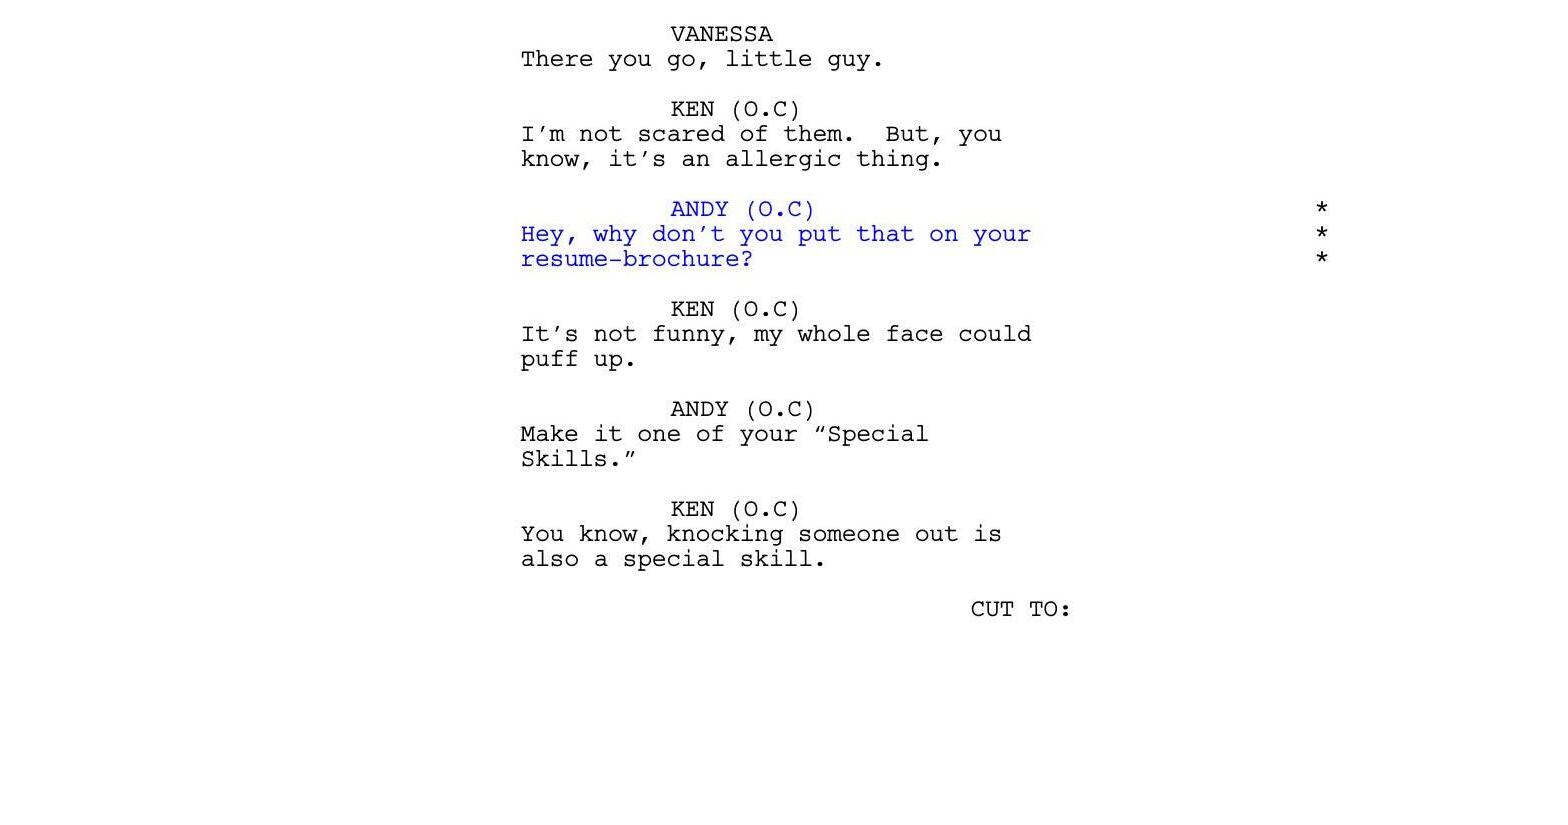 VANESSA
There you go, little guy.
KEN (O.C)
I’m not scared of them.  But, you
know, it’s an allergic thing.
ANDY (O.C) *
Hey, why don’t you put that on your *
resume-brochure? *
KEN (O.C)
It’s not funny, my whole face could
puff up.
ANDY (O.C)
Make it one of your “Special
Skills.”
KEN (O.C)
You know, knocking someone out is
also a special skill.
CUT TO: